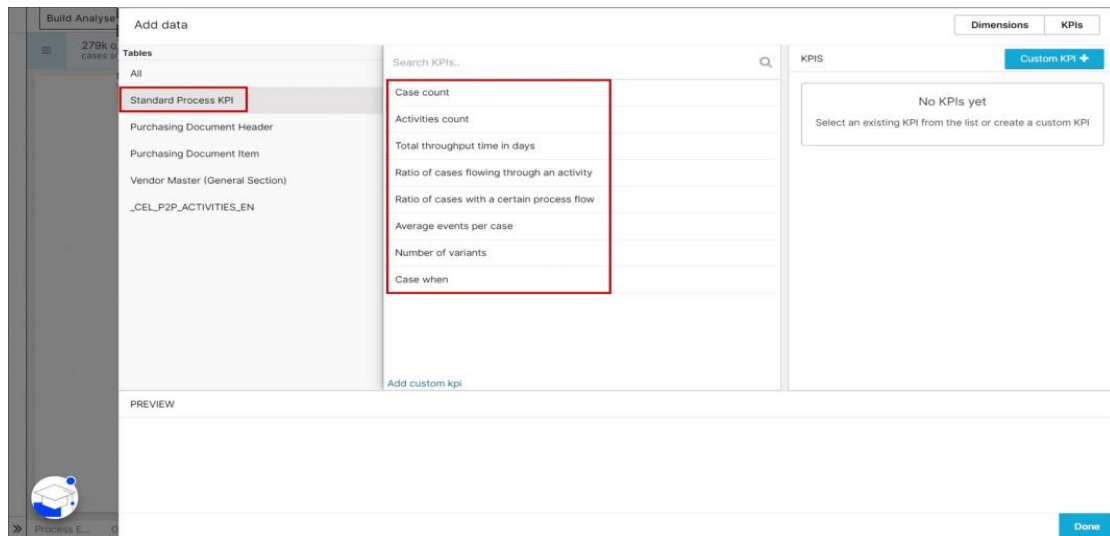 Build Analyse
279k
cases
Add data
Dimensions
KPIs
Tables
All
Standard Process KPI
Purchasing Document Header
Purchasing Document Item
Vendor Master (General Section)
_CEL_P2P_ACTIVITIES_EN
Search KPIs..
Case count
Activities count
Total throughput time in days
Ratio of cases flowing through an activity
Ratio of cases with a certain process flow
Average events per case
Number of variants
Case when
Add custom kpi
KPIS
Custom KPI +
No KPIs yet
Select an existing KPI from the list or create a custom KPI
PREVIEW
Process E...
Done